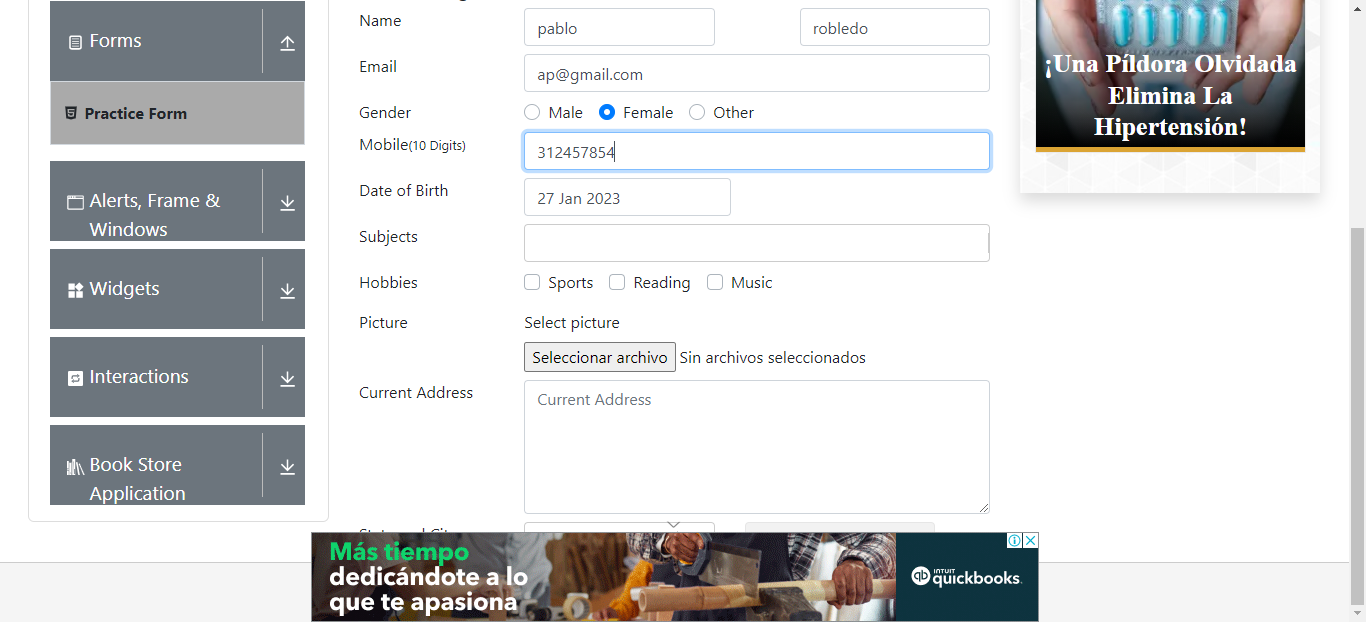 Forms
Practice Form
Alerts, Frame &
Windows
Widgets
Interactions
Book Store
Application
Name
pablo
robledo
Email
ap@gmail.com
Gender
Male
Female
Other
Mobile(10 Digits)
312457854
Date of Birth
27 Jan 2023
Subjects
Hobbies
Sports
Reading
Music
Picture
Select picture
Seleccionar archivo
Sin archivos seleccionados
Current Address
Current Address
¡Una Píldora Olvidada
Elimina La
Hipertensión!
Más tiempo
dedicándote a lo
que te apasiona
INTUIT
quickbooks.